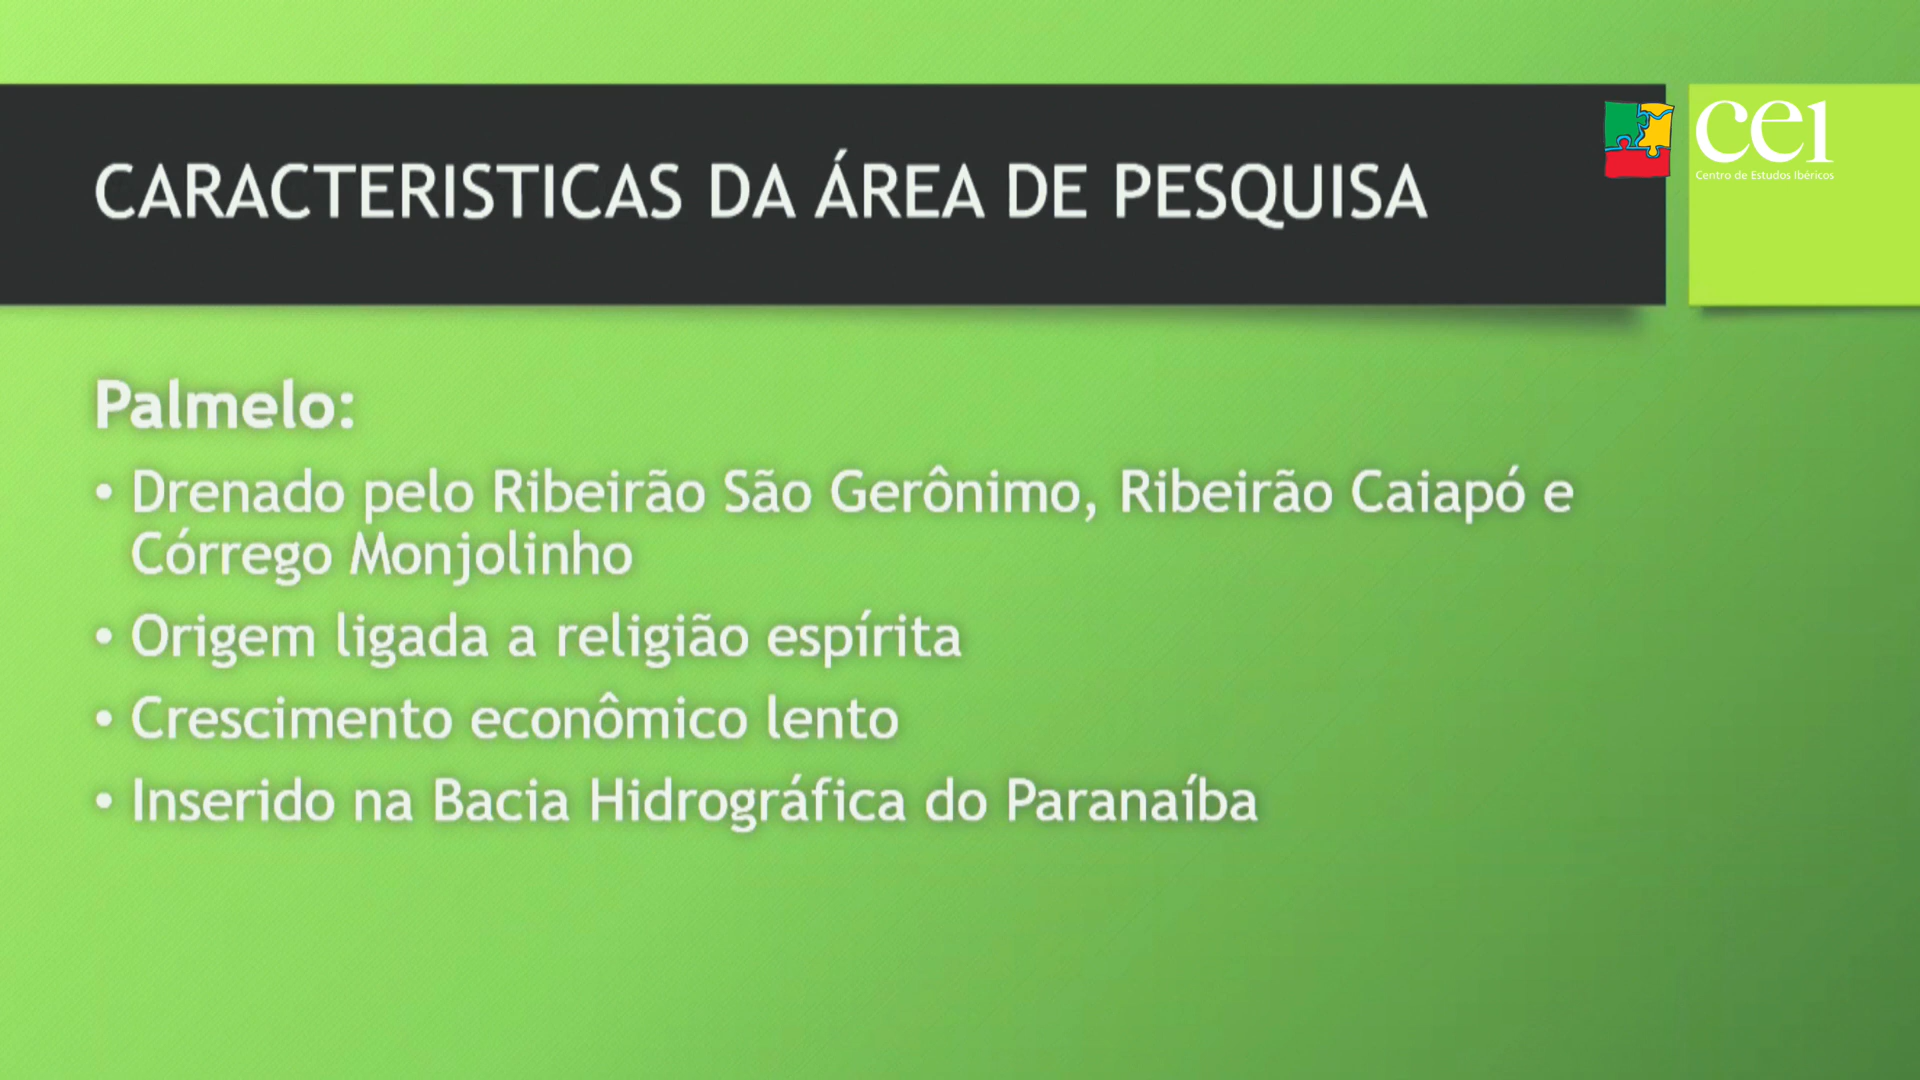 CARACTERISTICAS DA ÁREA DE PESQUISA
cei
Centro de Estudos Ibéricos
Palmelo:
• Drenado pelo Ribeirão São Gerônimo, Ribeirão Caiapó e
Córrego Monjolinho
• Origem ligada a religião espírita
• Crescimento econômico lento
• Inserido na Bacia Hidrográfica do Paranaíba